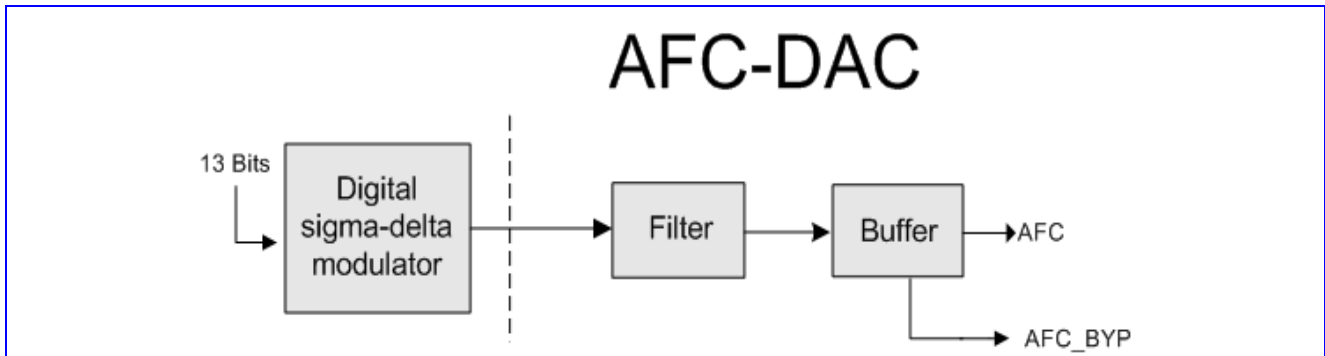 AFC-DAC
13 Bits
Digital
sigma-delta
modulator
Filter
Buffer
AFC
AFC_BYP